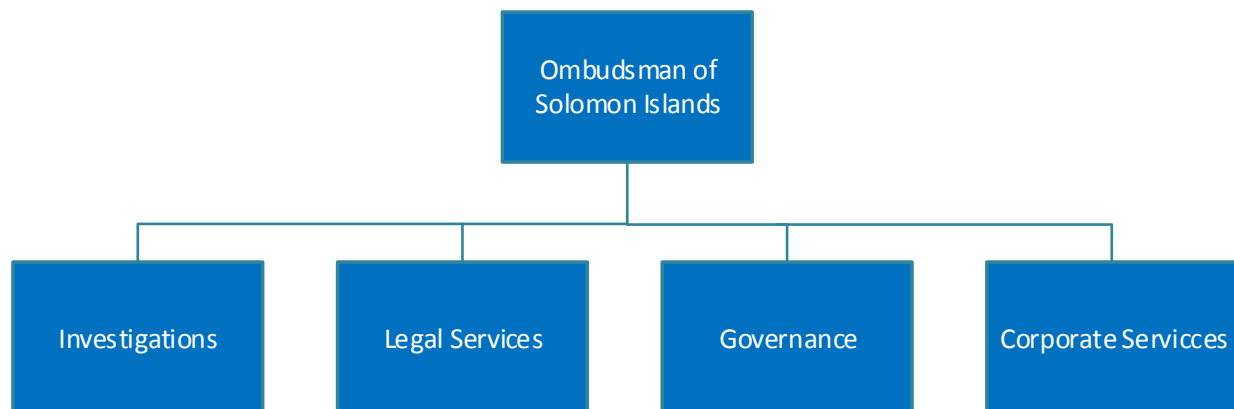 Ombudsman of
Solomon Islands
Investigations
Legal Services
Governance
Corporate Servicces